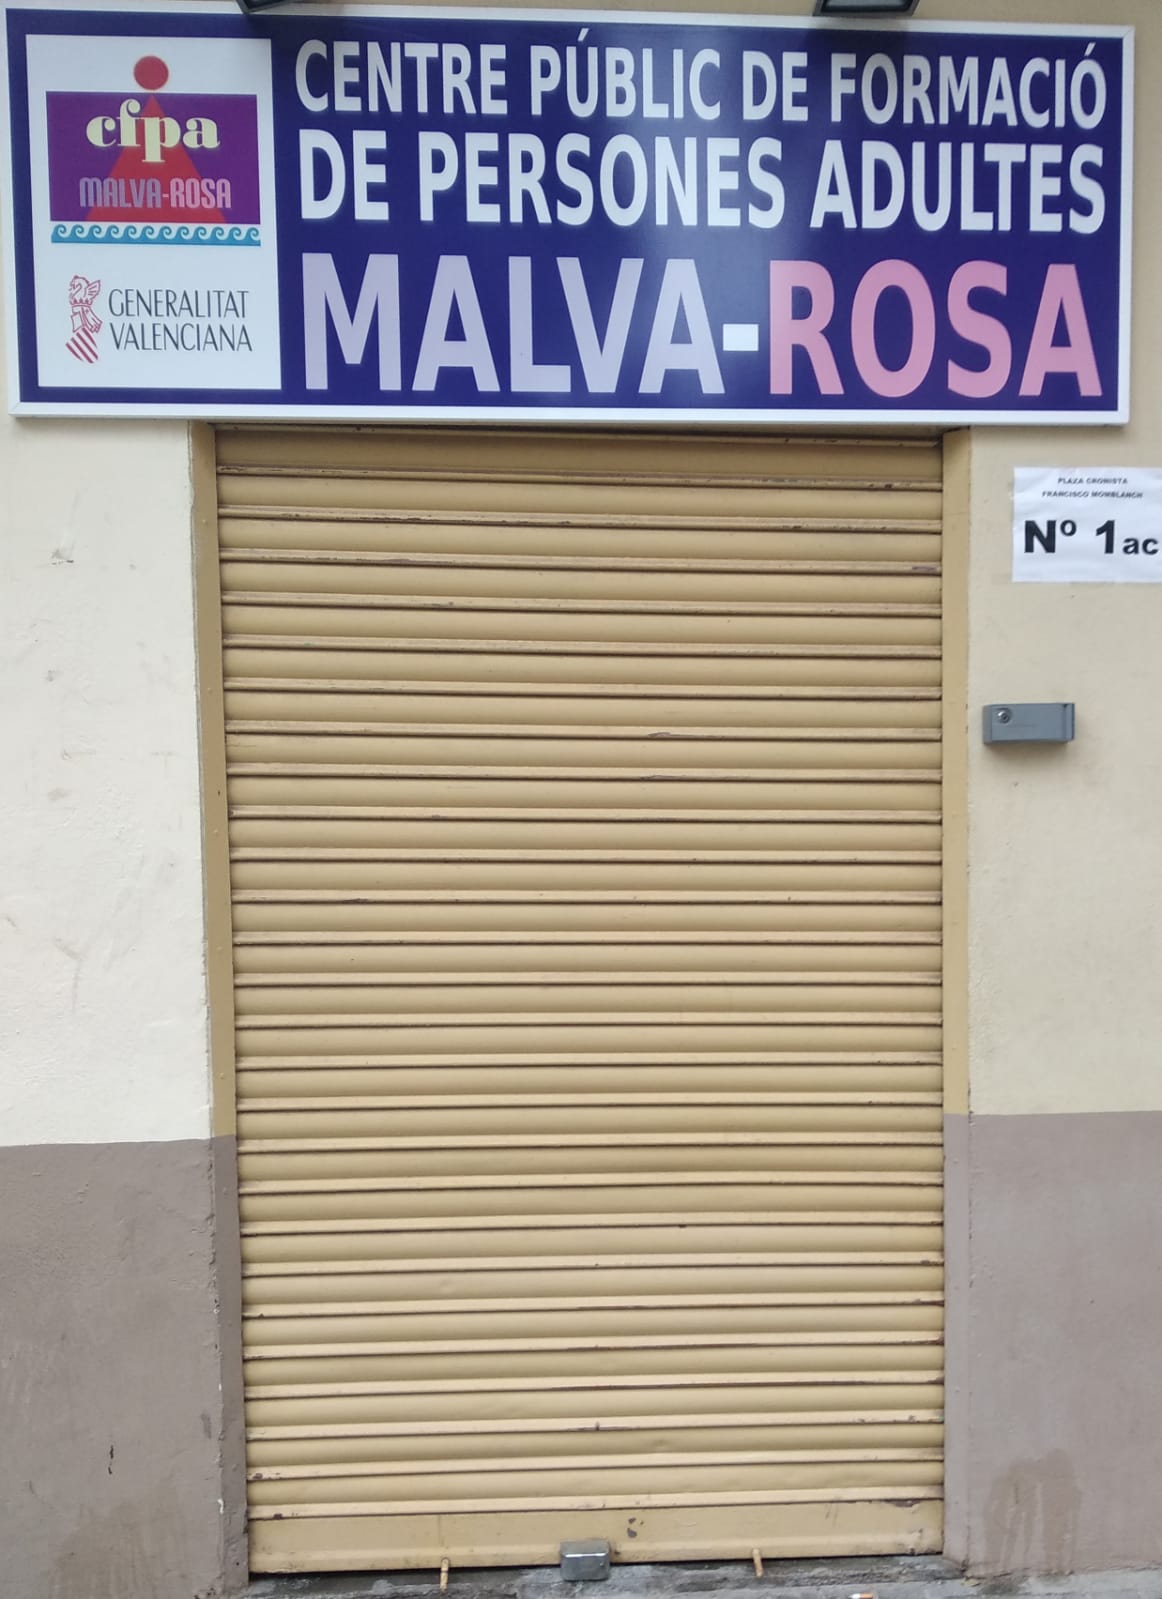 CENTRE PÚBLIC DE FORMACIÓ
DE PERSONES ADULTES
MALVA-ROSA
cfpa
MALVA-ROSA
GENERALITAT
VALENCIANA
PLAZA CRONISTA
FRANCISCO MOMBLANCH
Nº 1ac